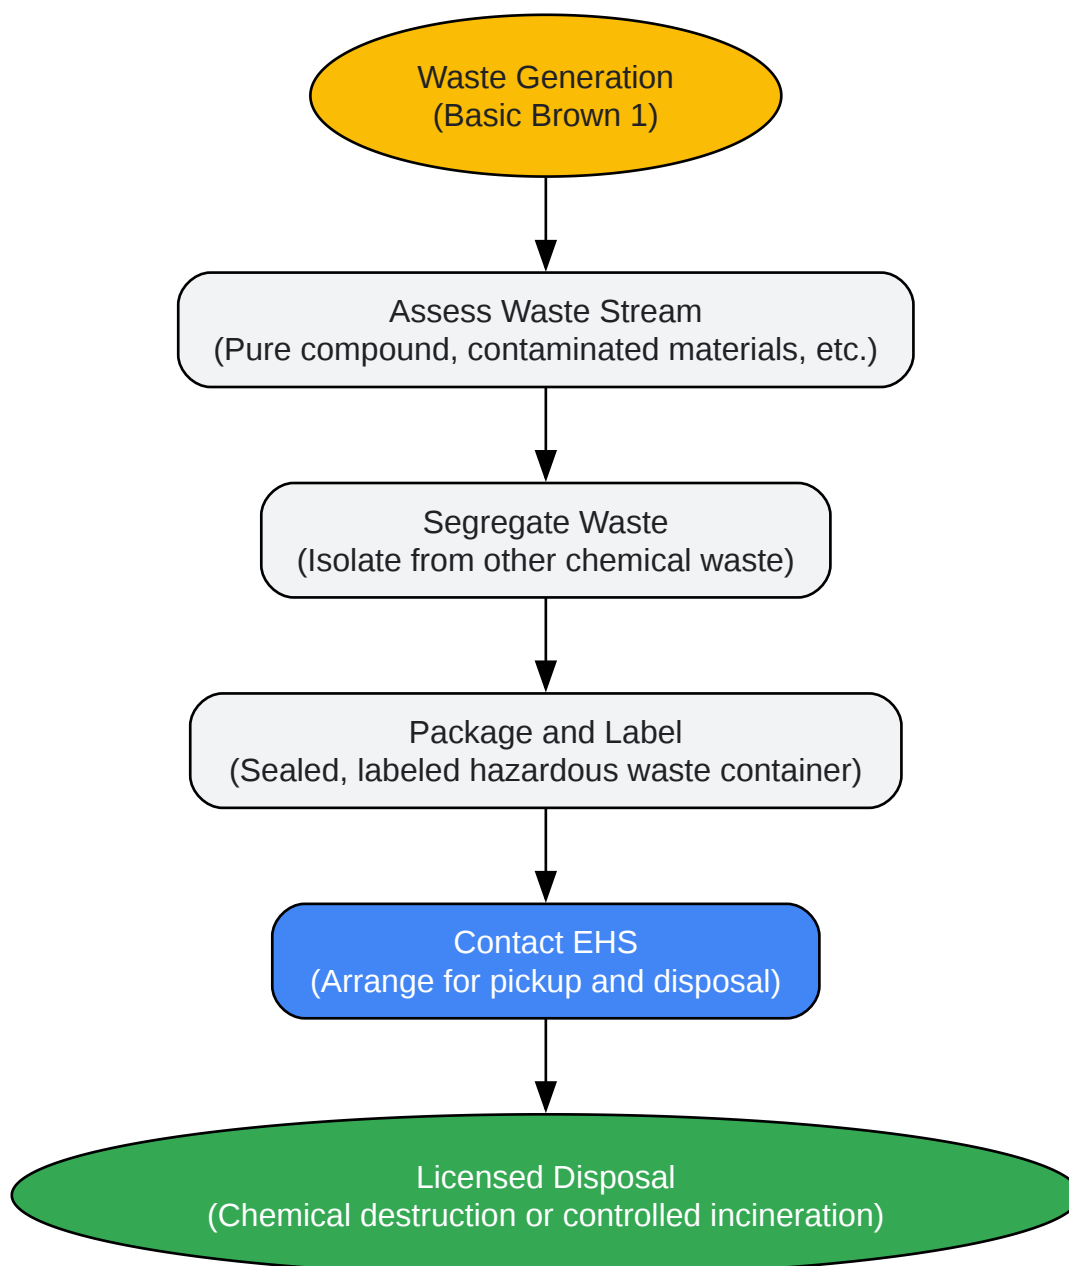 Waste Generation
(Basic Brown 1)
Assess Waste Stream
(Pure compound, contaminated materials, etc.)
Segregate Waste
(Isolate from other chemical waste)
Package and Label
(Sealed, labeled hazardous waste container)
Contact EHS
(Arrange for pickup and disposal)
Licensed Disposal
(Chemical destruction or controlled incineration)